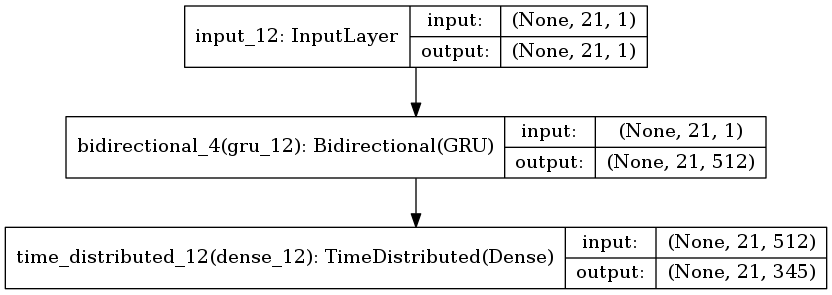 input_12: InputLayer
input:
(None, 21, 1)
output:
(None, 21, 1)
bidirectional_4(gru_12): Bidirectional(GRU)
input:
(None, 21, 1)
output:
(None, 21, 512)
time_distributed_12(dense_12): TimeDistributed(Dense)
input:
(None, 21, 512)
output:
(None, 21, 345)